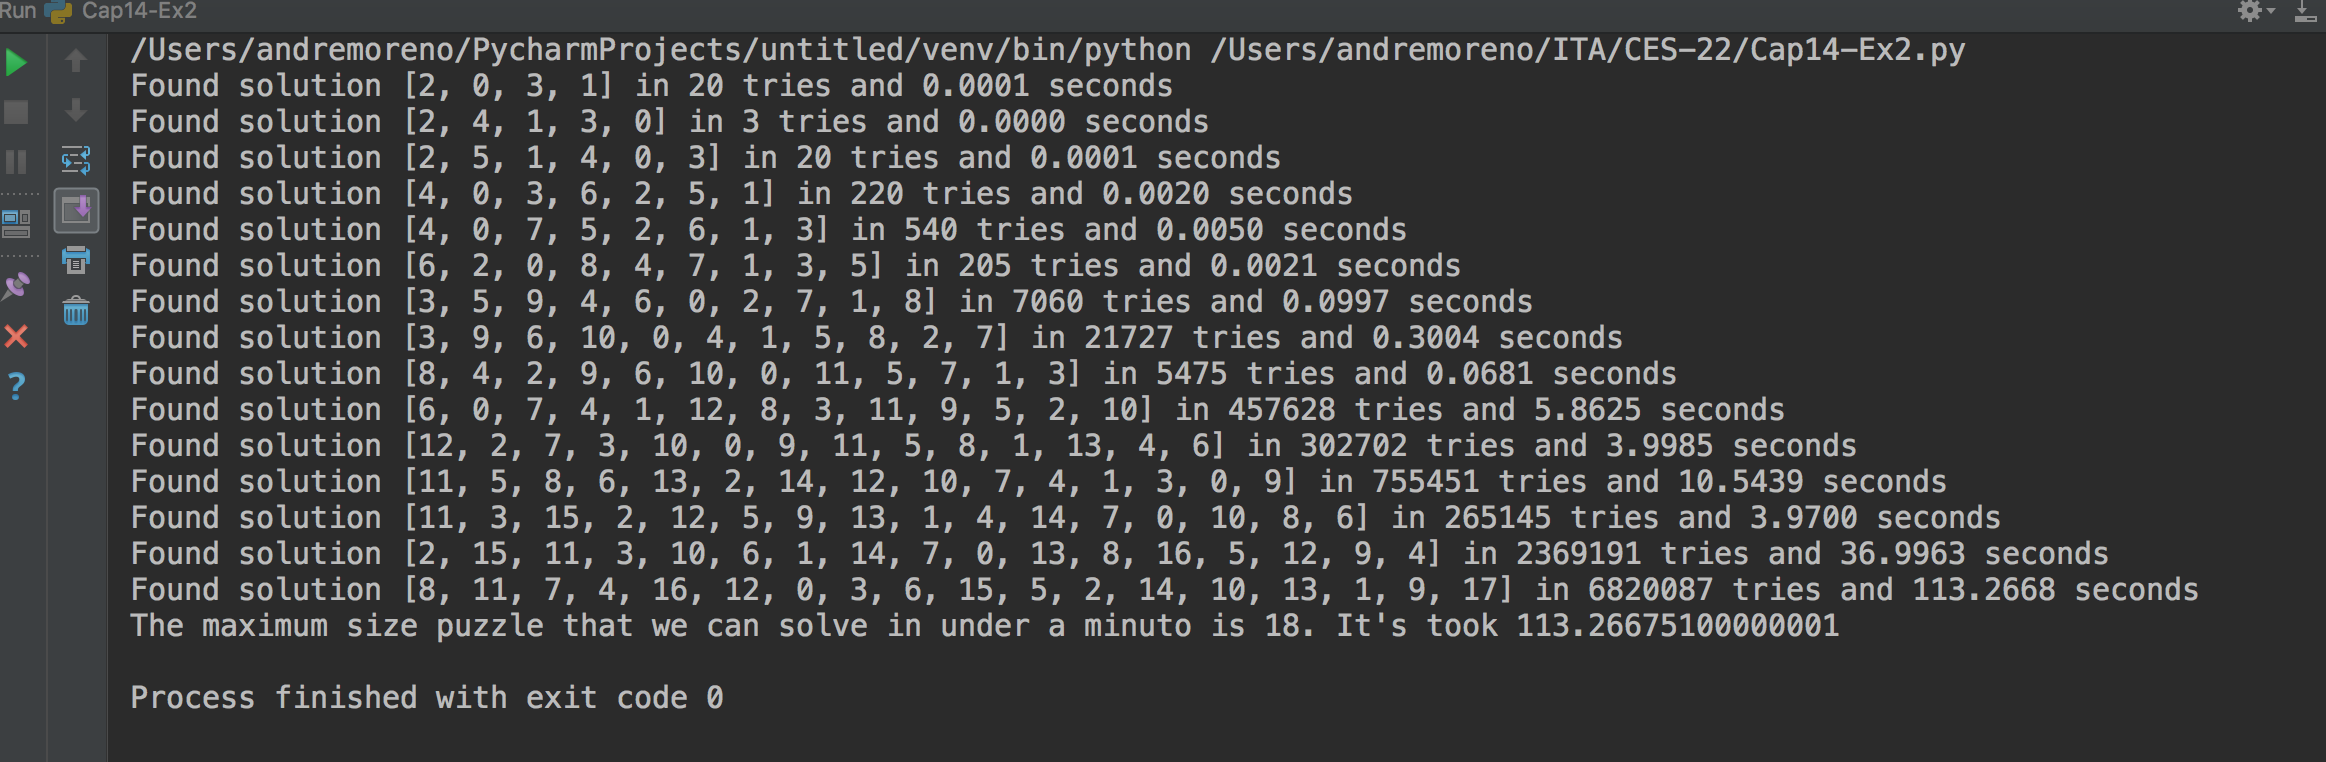 Run Cap14-Ex2
/Users/andremoreno/PycharmProjects/untitled/venv/bin/python /Users/andremoreno/ITA/CES-22/Cap14-Ex2.py
Found solution [2, 0, 3, 1] in 20 tries and 0.0001 seconds
Found solution [2, 4, 1, 3, 0] in 3 tries and 0.0000 seconds
Found solution [2, 5, 1, 4, 0, 3] in 20 tries and 0.0001 seconds
Found solution [4, 0, 3, 6, 2, 5, 1] in 220 tries and 0.0020 seconds
Found solution [4, 0, 7, 5, 2, 6, 1, 3] in 540 tries and 0.0050 seconds
Found solution [6, 2, 0, 8, 4, 7, 1, 3, 5] in 205 tries and 0.0021 seconds
Found solution [3, 5, 9, 4, 6, 0, 2, 7, 1, 8] in 7060 tries and 0.0997 seconds
Found solution [3, 9, 6, 10, 0, 4, 1, 5, 8, 2, 7] in 21727 tries and 0.3004 seconds
Found solution [8, 4, 2, 9, 6, 10, 0, 11, 5, 7, 1, 3] in 5475 tries and 0.0681 seconds
Found solution [6, 0, 7, 4, 1, 12, 8, 3, 11, 9, 5, 2, 10] in 457628 tries and 5.8625 seconds
Found solution [12, 2, 7, 3, 10, 0, 9, 11, 5, 8, 1, 13, 4, 6] in 302702 tries and 3.9985 seconds
Found solution [11, 5, 8, 6, 13, 2, 14, 12, 10, 7, 4, 1, 3, 0, 9] in 755451 tries and 10.5439 seconds
Found solution [11, 3, 15, 2, 12, 5, 9, 13, 1, 4, 14, 7, 0, 10, 8, 6] in 265145 tries and 3.9700 seconds
Found solution [2, 15, 11, 3, 10, 6, 1, 14, 7, 0, 13, 8, 16, 5, 12, 9, 4] in 2369191 tries and 36.9963 seconds
Found solution [8, 11, 7, 4, 16, 12, 0, 3, 6, 15, 5, 2, 14, 10, 13, 1, 9, 17] in 6820087 tries and 113.2668 seconds
The maximum size puzzle that we can solve in under a minuto is 18. It's took 113.26675100000001
Process finished with exit code 0